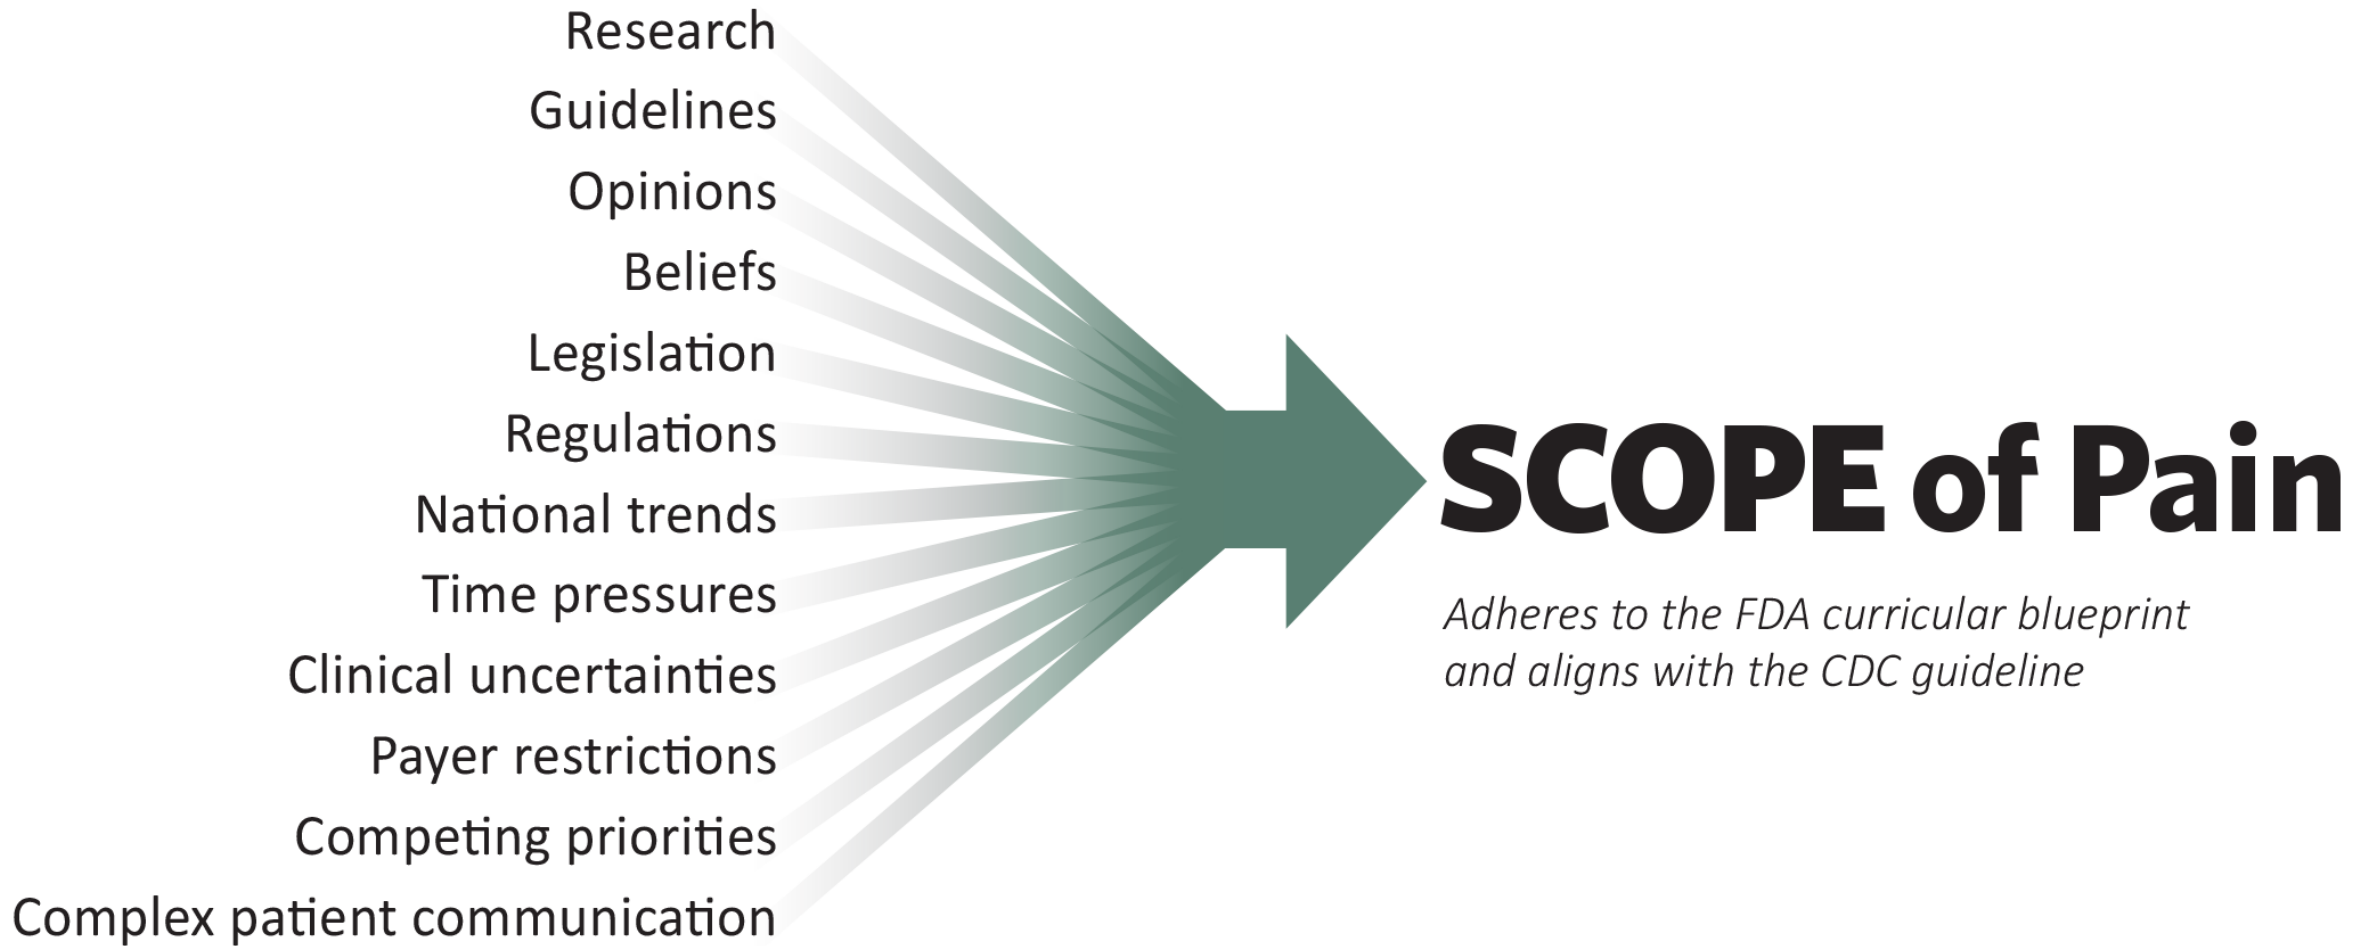 Research
Guidelines
Opinions
Beliefs
Legislation
Regulations
National trends
Time pressures
Clinical uncertainties
Payer restrictions
Competing priorities
Complex patient communication
SCOPE of Pain
Adheres to the FDA curricular blueprint
and aligns with the CDC guideline